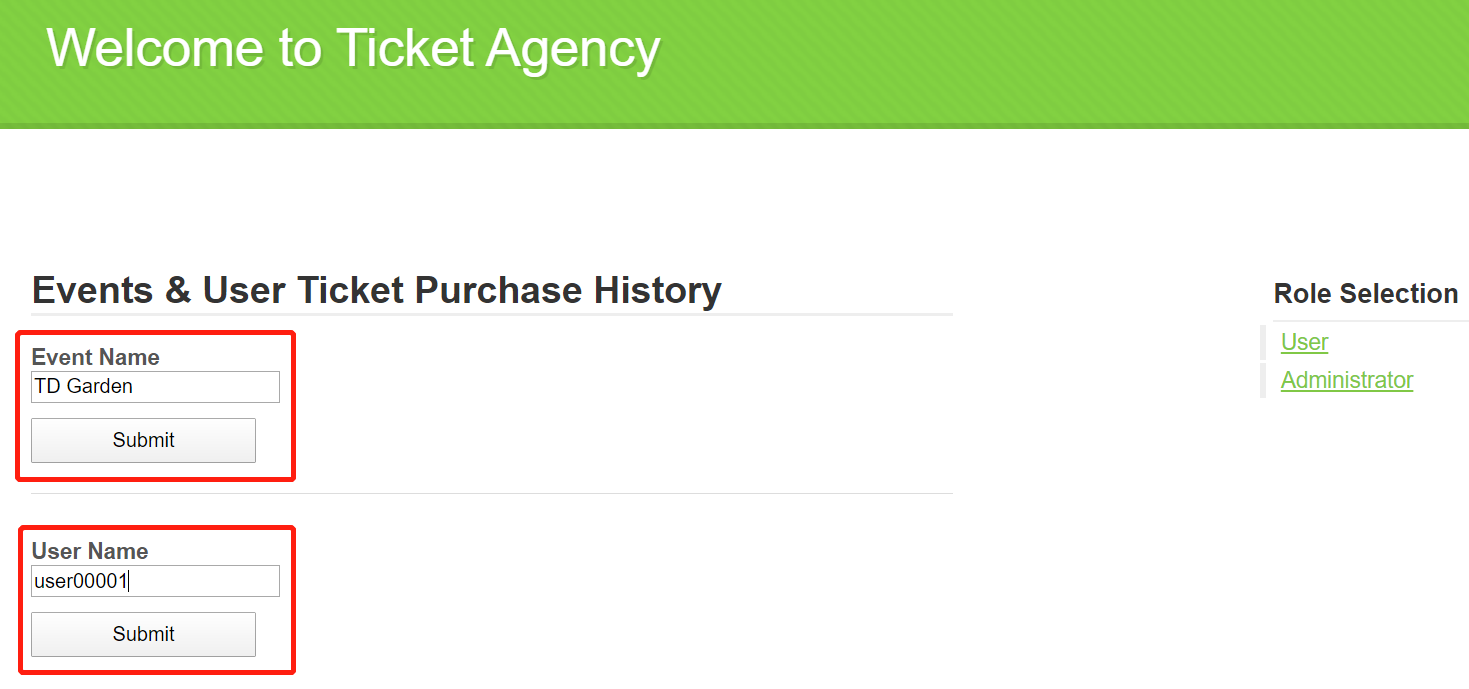 Welcome to Ticket Agency
Events & User Ticket Purchase History
Event Name
TD Garden
Submit
User Name
user00001
Submit
Role Selection
User
Administrator